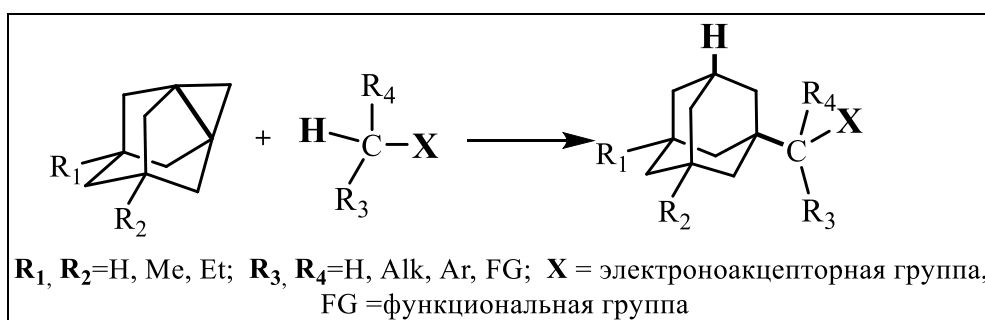 H
R₄
R₄
X
H
+
C
X
C
R₁
R₁
R₃
R₃
R₂
R₂
R₁, R₂=H, Me, Et; R₃, R₄=H, Alk, Ar, FG; X = электроноакцепторная группа,
FG =функциональная группа